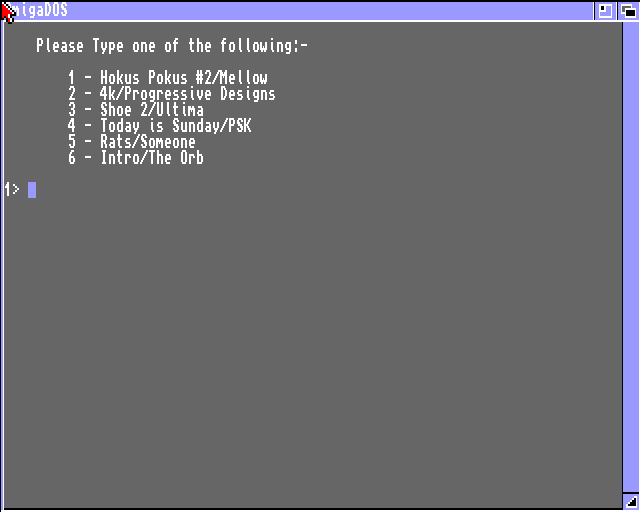 AmigaDOS
Please Type one of the following:-
1 - Hokus Pokus #2/Mellow
2 - 4k/Progressive Designs
3 - Shoe 2/Ultima
4 - Today is Sunday/PSK
5 - Rats/Someone
6 - Intro/The Orb
1>